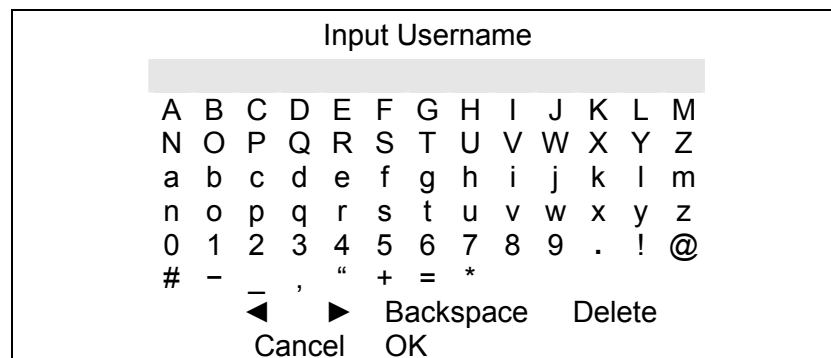 Input Username
A B C D E F G H I J K L M
N O P Q R S T U V W X Y Z
a b c d e f g h i j k l m
n o p q r s t u v w x y z
0 1 2 3 4 5 6 7 8 9 . ! @
# − _ , “ + = *
◄ ► Backspace Delete
Cancel OK